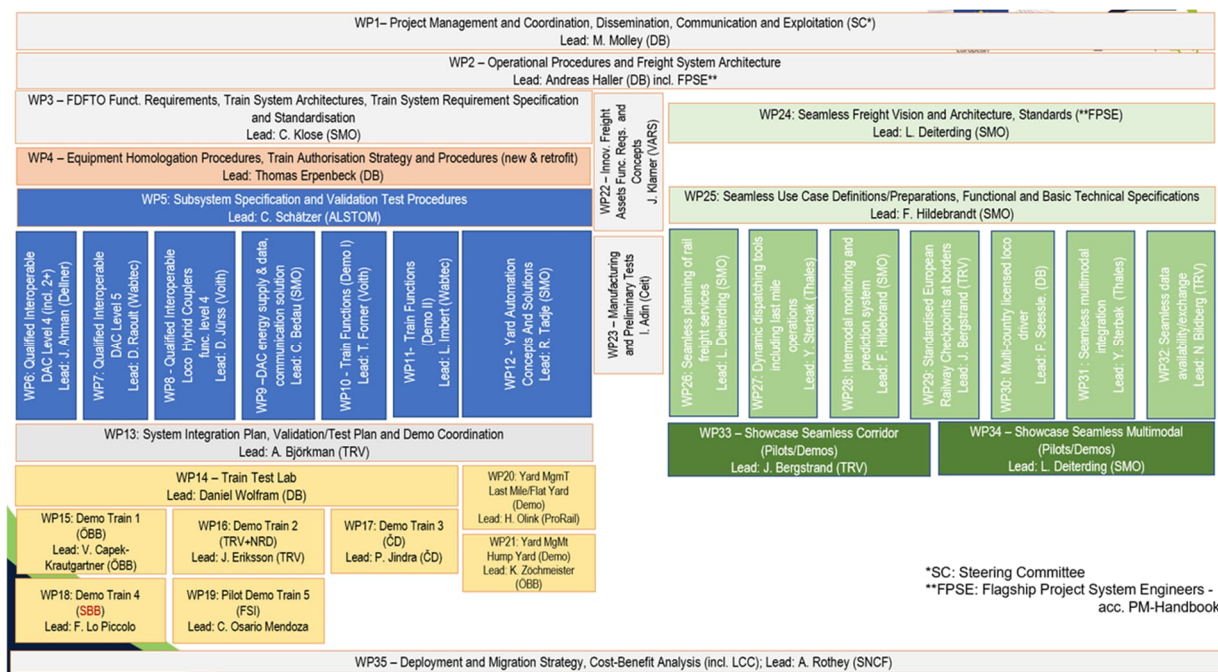 WP1– Project Management and Coordination, Dissemination, Communication and Exploitation (SC*)
Lead: M. Molley (DB)
WP2 – Operational Procedures and Freight System Architecture
Lead: Andreas Haller (DB) incl. FPSE**
WP3 – FDFTO Funct. Requirements, Train System Architectures, Train System Requirement Specification
and Standardisation
Lead: C. Klose (SMO)
WP4 – Equipment Homologation Procedures, Train Authorisation Strategy and Procedures (new & retrofit)
Lead: Thomas Erpenbeck (DB)
WP5: Subsystem Specification and Validation Test Procedures
Lead: C. Schätzer (ALSTOM)
WP22 – Innov. Freight
Assets Func. Reqs. and
Concepts
J. Klarner (VARS)
WP23 – Manufacturing
and Preliminary Tests
I. Adin (Ceit)
WP24: Seamless Freight Vision and Architecture, Standards (**FPSE)
Lead: L. Deiterding (SMO)
WP25: Seamless Use Case Definitions/Preparations, Functional and Basic Technical Specifications
Lead: F. Hildebrandt (SMO)
WP6: Qualified Interoperable
DAC Level 4 (incl. 2+)
Lead: J. Ahman (Dellner)
WP7: Qualified Interoperable
DAC Level 5
Lead: D. Raoult (Wabtec)
WP8 - Qualified Interoperable
Loco Hybrid Couplers
func. level 4
Lead: D. Jürss (Voith)
WP9 –DAC energy supply & data,
communication solution
Lead: C. Bedau (SMO)
WP10 - Train Functions (Demo I)
Lead: T. Forner (Voith)
WP11- Train Functions
(Demo II)
Lead: L. Imbert (Wabtec)
WP12 - Yard Automation
Concepts And Solutions
Lead: R. Tadje (SMO)
WP26: Seamless planning of rail
freight services
Lead: L. Deiterding (SMO)
WP27: Dynamic dispatching tools
including last mile
operations
Lead: Y. Sterbak (Thales)
WP28: Intermodal monitoring and
prediction system
Lead: F. Hildebrand (SMO)
WP29: Standardised European
Railway Checkpoints at borders
Lead: J. Bergstrand (TRV)
WP30: Multi-country licensed loco
driver
Lead: F. Seessle. (DB)
WP31: Seamless multimodal
integration
Lead: Y. Sterbak (Thales)
WP32: Seamless data
availability/exchange
Lead: N. Bildberg (TRV)
WP13: System Integration Plan, Validation/Test Plan and Demo Coordination
Lead: A. Björkman (TRV)
WP33 – Showcase Seamless Corridor
(Pilots/Demos)
Lead: J. Bergstrand (TRV)
WP34 – Showcase Seamless Multimodal
(Pilots/Demos)
Lead: L. Deiterding (SMO)
WP14 – Train Test Lab
Lead: Daniel Wolfram (DB)
WP20: Yard MgmT
Last Mile/Flat Yard
(Demo)
Lead: H. Olink (ProRail)
WP15: Demo Train 1
(ÖBB)
Lead: V. Capek-
Krautgartner (ÖBB)
WP16: Demo Train 2
(TRV+NRD)
Lead: J. Eriksson (TRV)
WP17: Demo Train 3
(ČD)
Lead: P. Jindra (ČD)
WP21: Yard MgMt
Hump Yard (Demo)
Lead: K. Zöchmeister
(ÖBB)
WP18: Demo Train 4
(SBB)
Lead: F. Lo Piccolo
WP19: Pilot Demo Train 5
(FSI)
Lead: C. Osario Mendoza
*SC: Steering Committee
**FPSE: Flagship Project System Engineers -
acc. PM-Handbook
WP35 – Deployment and Migration Strategy, Cost-Benefit Analysis (incl. LCC); Lead: A. Rothey (SNCF)